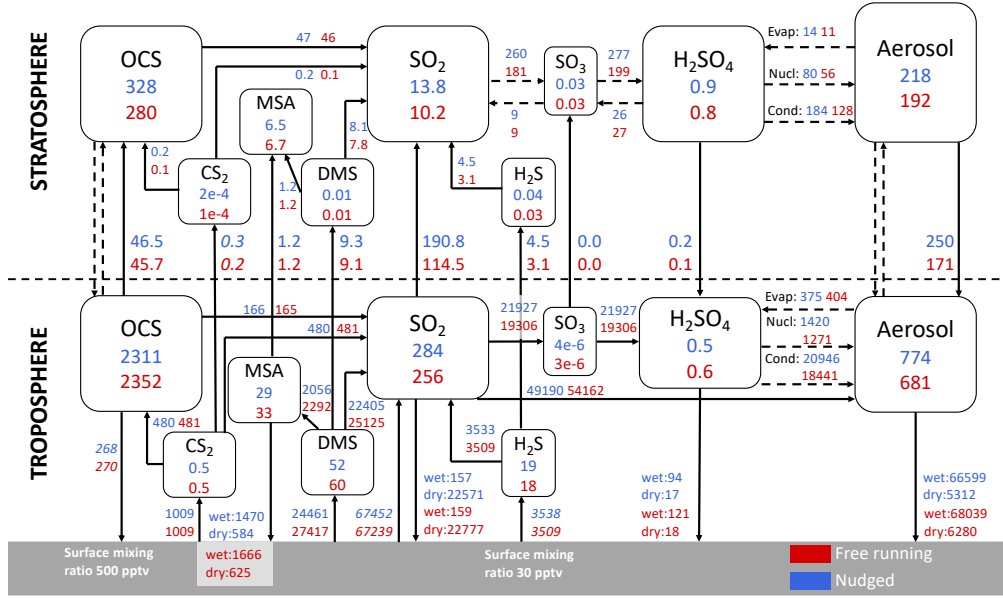 STRATOSPHERE
OCS
328
280
47 46
0.2 0.1
MSA
6.5
6.7
CS2
2e-4
1e-4
0.2
0.1
1.2
1.2
DMS
0.01
0.01
8.1
7.8
SO2
13.8
10.2
260
181
9
9
SO3
0.03
0.03
277
199
26
27
4.5
3.1
H2S
0.04
0.03
H2SO4
0.9
0.8
Evap: 14 11
Nucl: 80 56
Cond: 184 128
Aerosol
218
192
46.5
45.7
0.3
0.2
1.2
1.2
9.3
9.1
190.8
114.5
4.5
3.1
0.0
0.0
0.2
0.1
250
171
TROPOSPHERE
OCS
2311
2352
166 165
480 481
MSA
29
33
2056
2292
22405
25125
480 481
CS2
0.5
0.5
DMS
52
60
SO2
284
256
21927
19306
SO3
4e-6
3e-6
21927
19306
49190 54162
3533
3509
H2S
19
18
H2SO4
0.5
0.6
Evap: 375 404
Nucl: 1420
1271
Cond: 20946
18441
Aerosol
774
681
268
270
1009
1009
wet:1470
dry:584
wet:1666
dry:625
24461
27417
67452
67239
wet:157
dry:22571
wet:159
dry:22777
3538
3509
wet:94
dry:17
wet:121
dry:18
wet:66599
dry:5312
wet:68039
dry:6280
Surface mixing
ratio 500 pptv
Surface mixing
ratio 30 pptv
Free running
Nudged